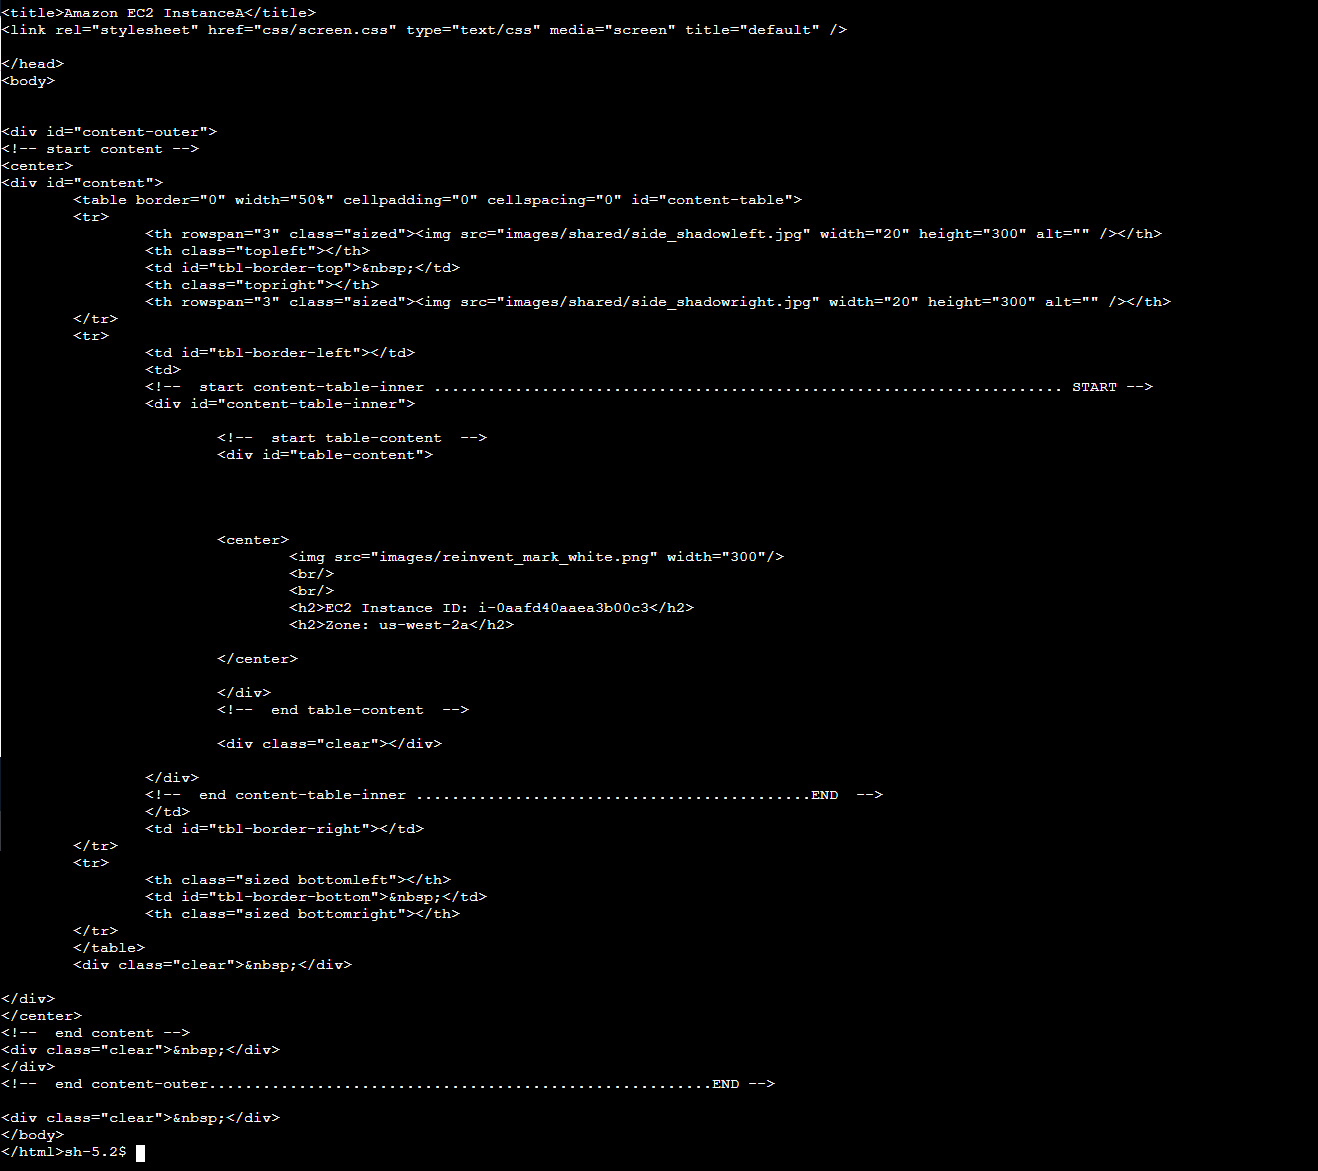 <title>Amazon EC2 InstanceA</title>
<link rel="stylesheet" href="css/screen.css" type="text/css" media="screen" title="default" />
</head>
<body>
<div id="content-outer">
<!-- start content -->
<center>
<div id="content">
<table border="0" width="50%" cellpadding="0" cellspacing="0" id="content-table">
<tr>
<th rowspan="3" class="sized"><img src="images/shared/side_shadowleft.jpg" width="20" height="300" alt="" /></th>
<th class="topleft"></th>
<td id="tbl-border-top">&nbsp;</td>
<th class="topright"></th>
<th rowspan="3" class="sized"><img src="images/shared/side_shadowright.jpg" width="20" height="300" alt="" /></th>
</tr>
<tr>
<td id="tbl-border-left"></td>
<td>
<!--  start content-table-inner ...................................................................... START -->
<div id="content-table-inner">
<!--  start table-content  -->
<div id="table-content">
<center>
<img src="images/reinvent_mark_white.png" width="300"/>
<br/>
<br/>
<h2>EC2 Instance ID: i-0aafd40aaea3b00c3</h2>
<h2>Zone: us-west-2a</h2>
</center>
</div>
<!--  end table-content  -->
<div class="clear"></div>
</div>
<!--  end content-table-inner ............................................END  -->
</td>
<td id="tbl-border-right"></td>
</tr>
<tr>
<th class="sized bottomleft"></th>
<td id="tbl-border-bottom">&nbsp;</td>
<th class="sized bottomright"></th>
</tr>
</table>
<div class="clear">&nbsp;</div>
</div>
</center>
<!--  end content -->
<div class="clear">&nbsp;</div>
</div>
<!--  end content-outer........................................................END -->
<div class="clear">&nbsp;</div>
</body>
</html>sh-5.2$